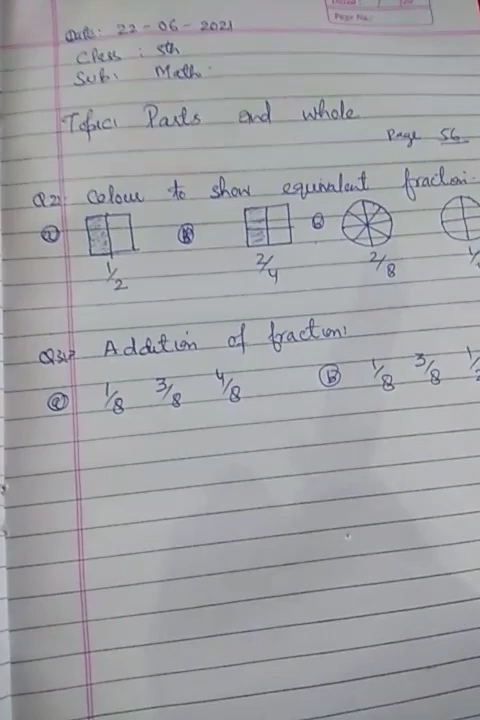 Date: 22-06-2021
Class: 5th
Sub: Math.
Page No.
Topic: Parts and whole
Page 56
Q2: Colour to show equivalent fraction.
1/2 2/4 2/8
Q3: Addition of fraction:
(a) 1/8 3/8 4/8 (B) 1/8 3/8